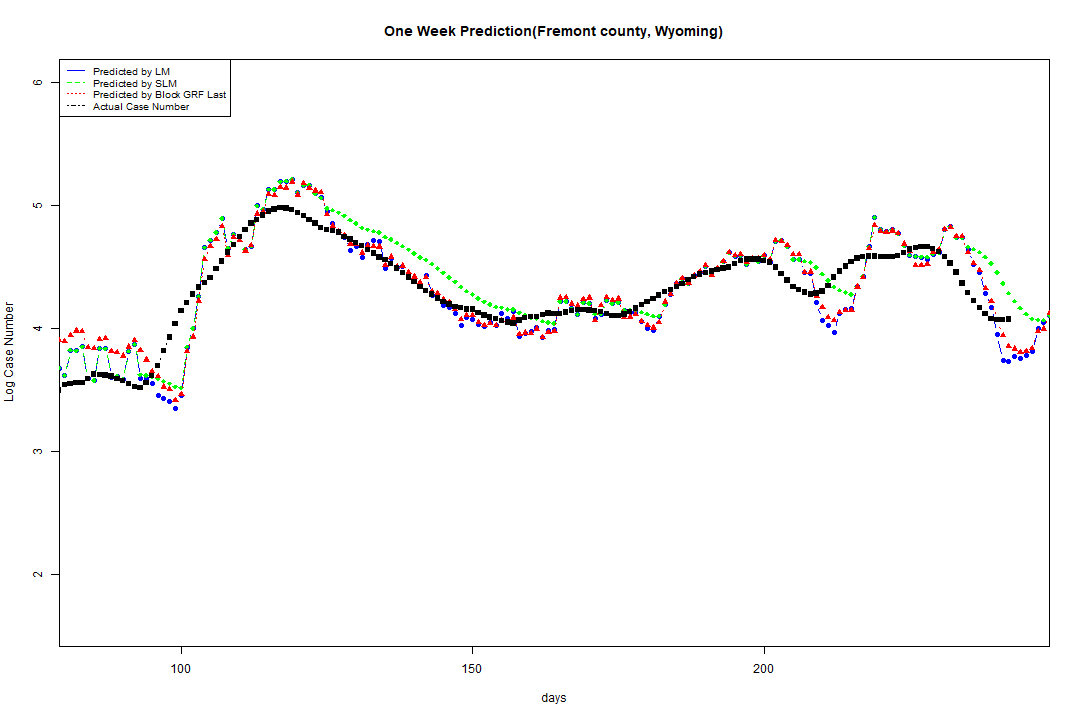 One Week Prediction(Fremont county, Wyoming)
Predicted by LM
Predicted by SLM
Predicted by Block GRF Last
Actual Case Number
6
5
4
3
2
Log Case Number
100
150
200
days